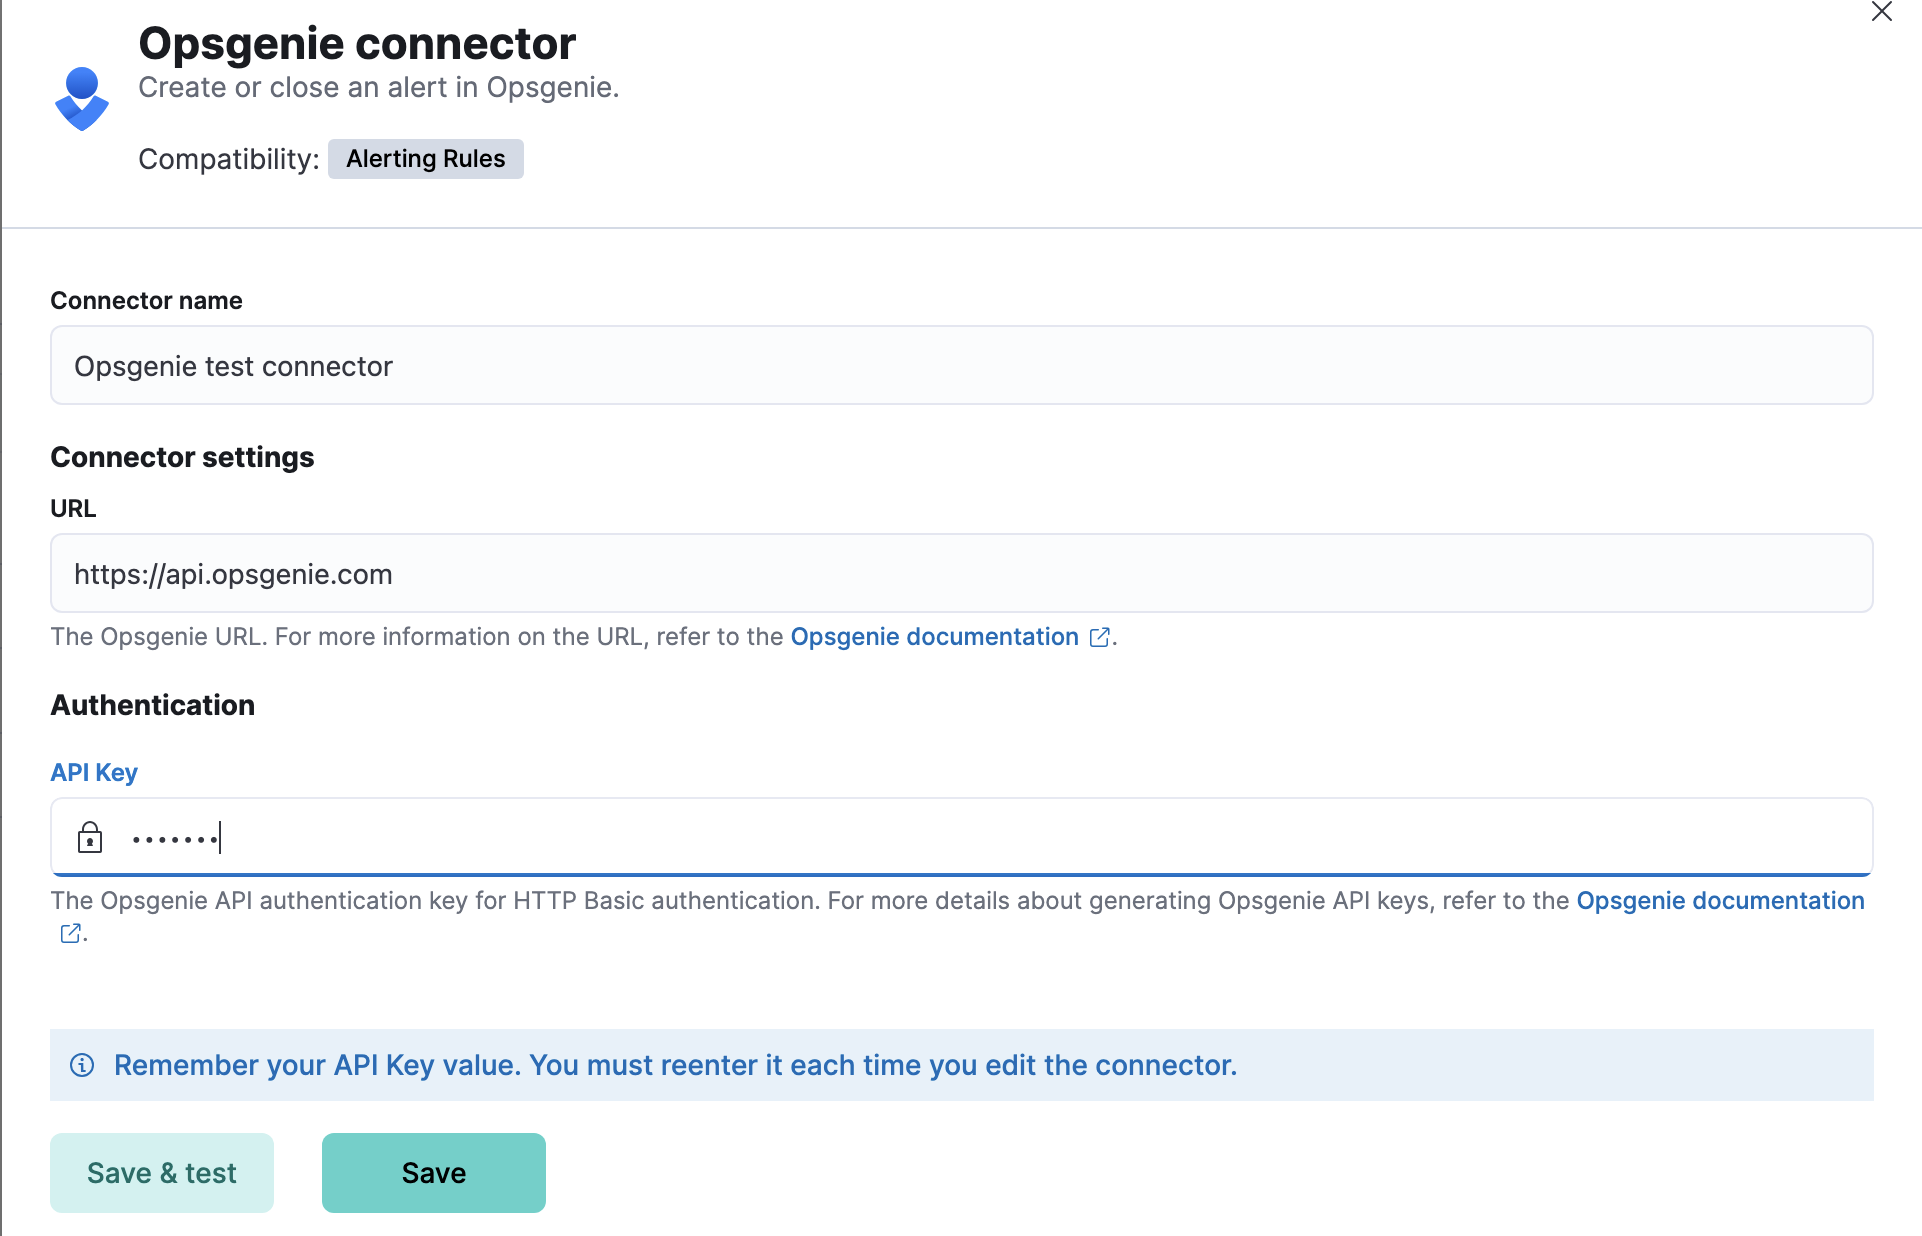 Opsgenie connector
Create or close an alert in Opsgenie.
Compatibility: Alerting Rules
Connector name
Opsgenie test connector
Connector settings
URL
https://api.opsgenie.com
The Opsgenie URL. For more information on the URL, refer to the Opsgenie documentation.
Authentication
API Key
•••••••
The Opsgenie API authentication key for HTTP Basic authentication. For more details about generating Opsgenie API keys, refer to the Opsgenie documentation
.
Remember your API Key value. You must reenter it each time you edit the connector.
Save & test
Save